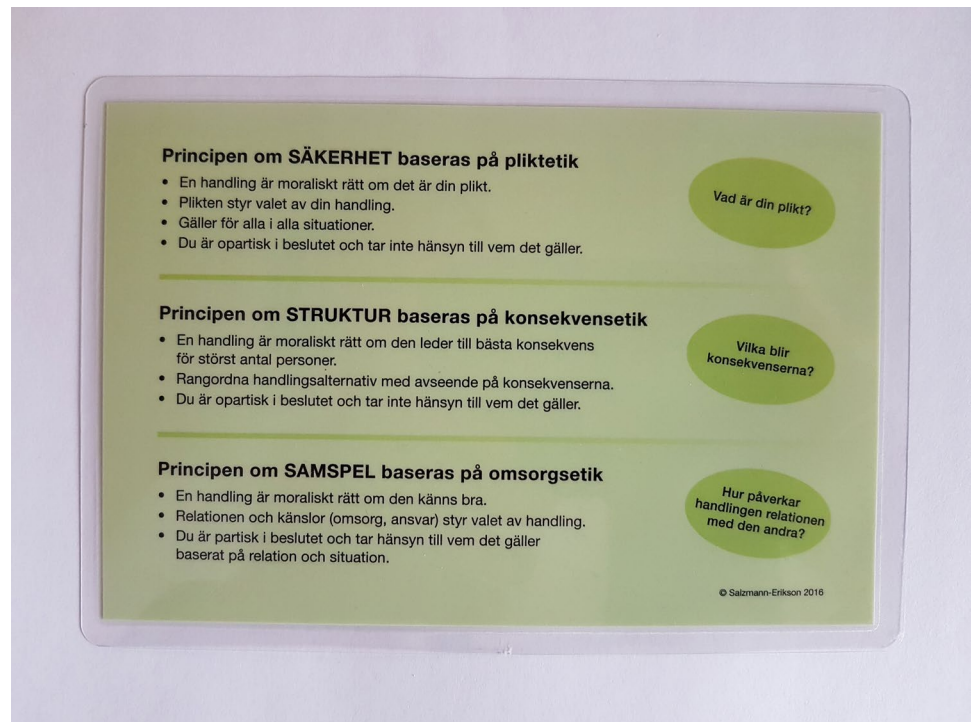 Principen om SÄKERHET baseras på pliktetik
• En handling är moraliskt rätt om det är din plikt.
• Plikten styr valet av din handling.
• Gäller för alla i alla situationer.
• Du är opartisk i beslutet och tar inte hänsyn till vem det gäller.
Vad är din plikt?
Principen om STRUKTUR baseras på konsekvensetik
• En handling är moraliskt rätt om den leder till bästa konsekvens
för störst antal personer.
• Rangordna handlingsalternativ med avseende på konsekvenserna.
• Du är opartisk i beslutet och tar inte hänsyn till vem det gäller.
Vilka blir
konsekvenserna?
Principen om SAMSPEL baseras på omsorgsetik
• En handling är moraliskt rätt om den känns bra.
• Relationen och känslor (omsorg, ansvar) styr valet av handling.
• Du är partisk i beslutet och tar hänsyn till vem det gäller
baserat på relation och situation.
Hur påverkar
handlingen relationen
med den andra?
© Salzmann-Erikson 2016